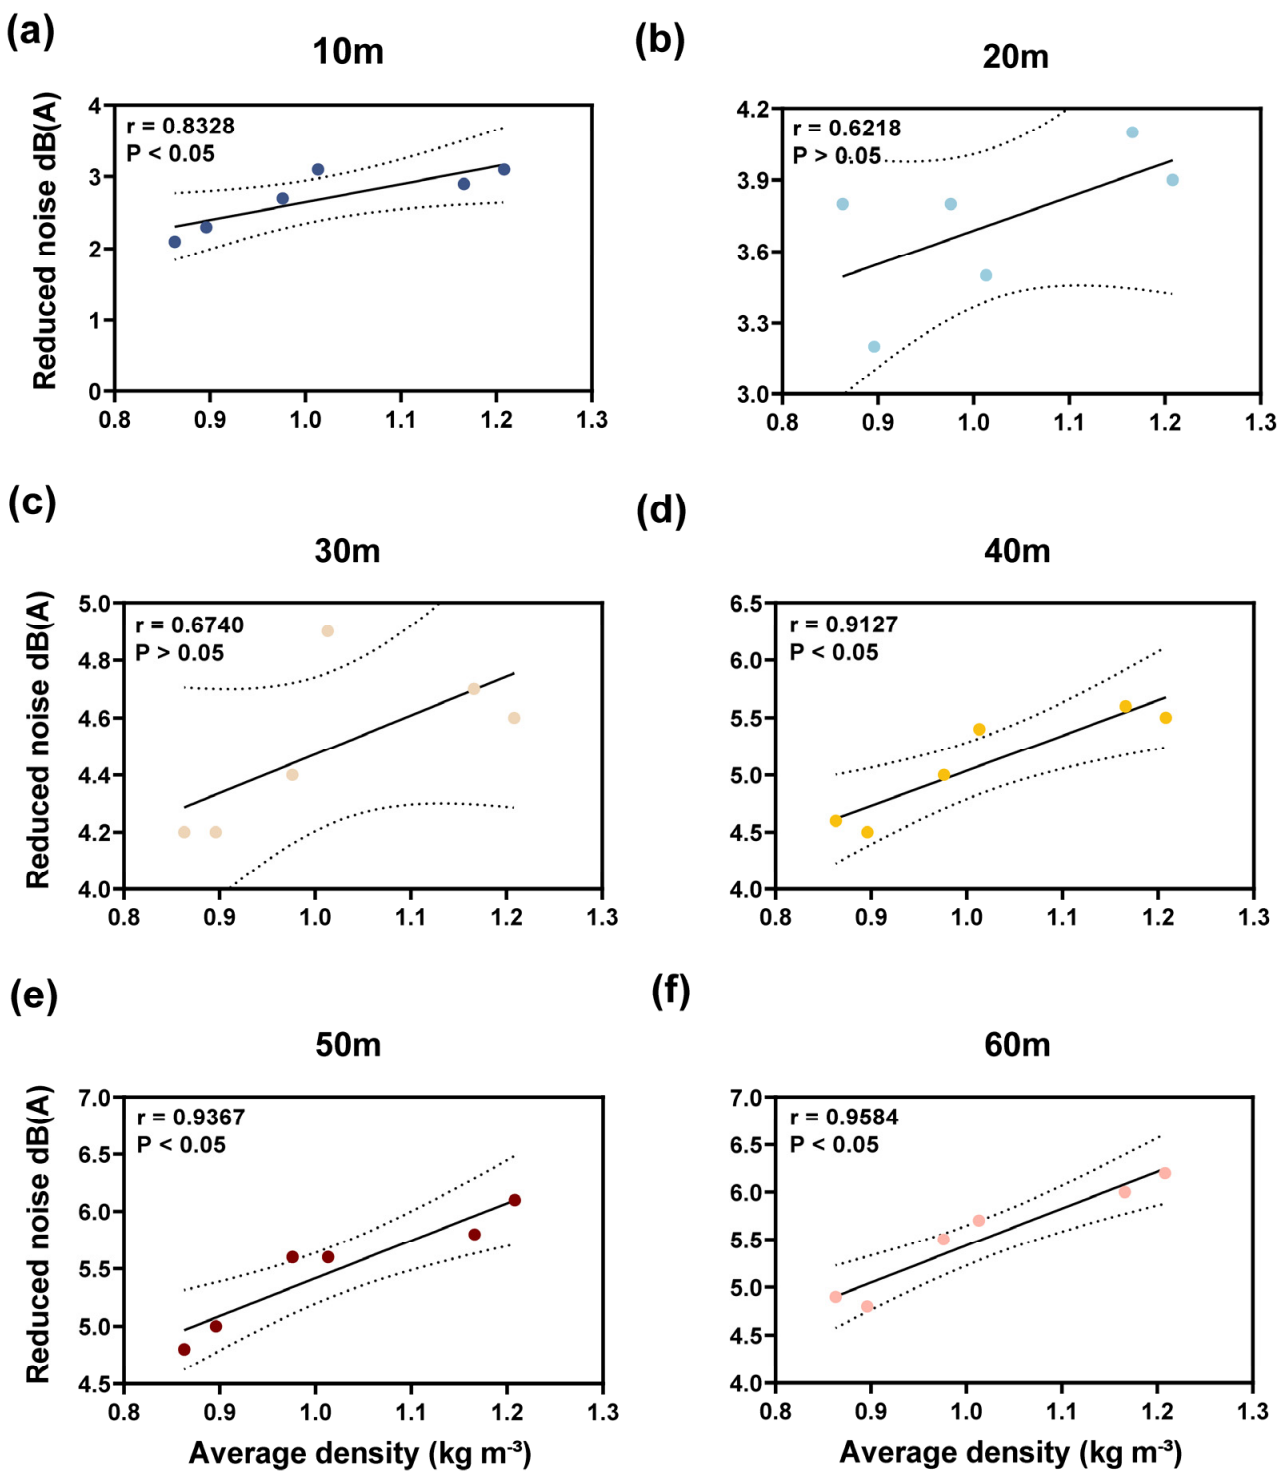 (a)
10m
Reduced noise dB(A)
r = 0.8328
P < 0.05
4
3
2
1
0
0.8 0.9 1.0 1.1 1.2 1.3
(b)
20m
r = 0.6218
P > 0.05
4.2
3.9
3.6
3.3
3.0
0.8 0.9 1.0 1.1 1.2 1.3
(c)
30m
Reduced noise dB(A)
r = 0.6740
P > 0.05
5.0
4.8
4.6
4.4
4.2
4.0
0.8 0.9 1.0 1.1 1.2 1.3
(d)
40m
r = 0.9127
P < 0.05
6.5
6.0
5.5
5.0
4.5
4.0
0.8 0.9 1.0 1.1 1.2 1.3
(e)
50m
Reduced noise dB(A)
r = 0.9367
P < 0.05
7.0
6.5
6.0
5.5
5.0
4.5
0.8 0.9 1.0 1.1 1.2 1.3
Average density (kg m⁻³)
(f)
60m
r = 0.9584
P < 0.05
7.0
6.5
6.0
5.5
5.0
4.5
4.0
0.8 0.9 1.0 1.1 1.2 1.3
Average density (kg m⁻³)